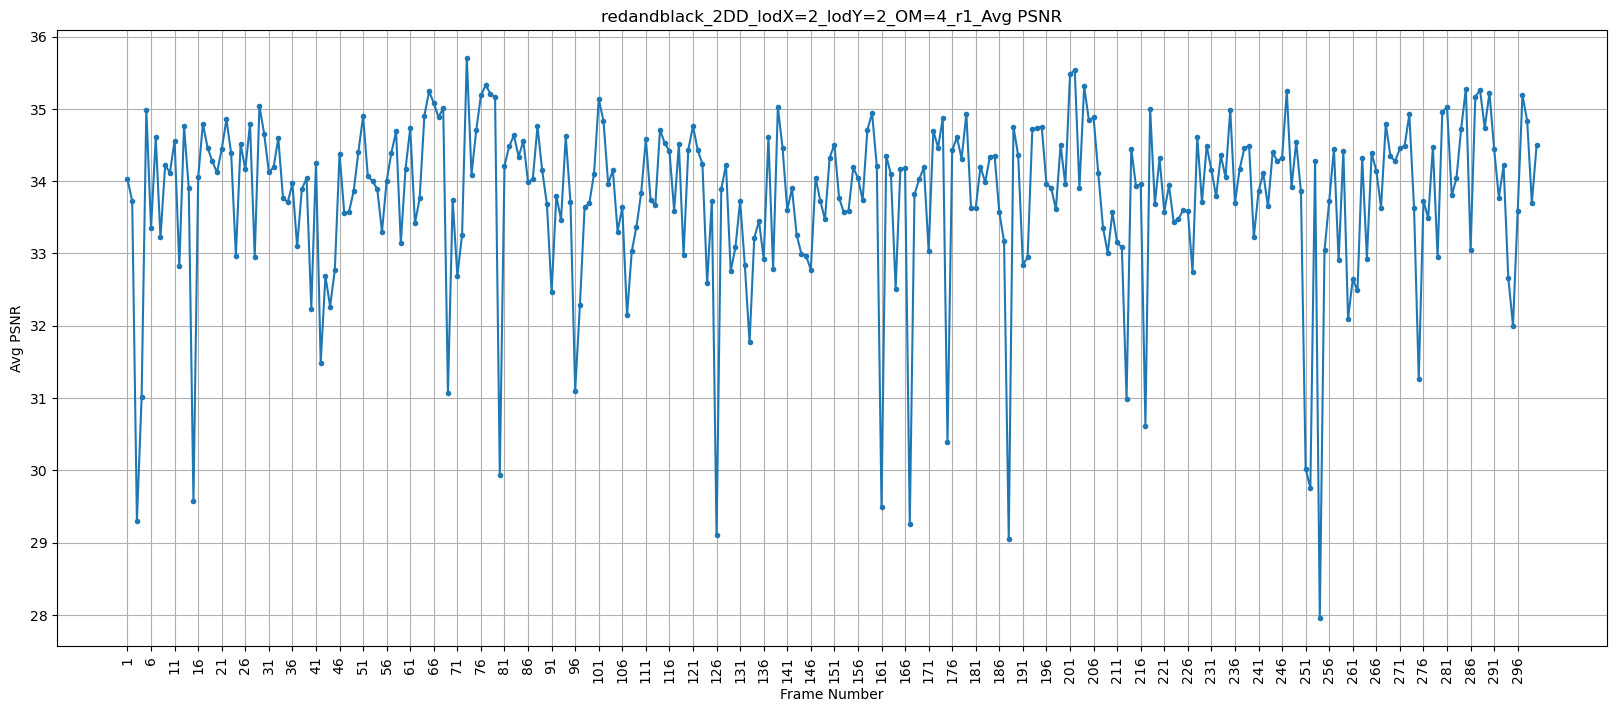 redandblack_2DD_lodX=2_lodY=2_OM=4_r1_Avg PSNR
36
35
34
33
32
31
30
29
28
Avg PSNR
1 6 11 16 21 26 31 36 41 46 51 56 61 66 71 76 81 86 91 96 101 106 111 116 121 126 131 136 141 146 151 156 161 166 171 176 181 186 191 196 201 206 211 216 221 226 231 236 241 246 251 256 261 266 271 276 281 286 291 296
Frame Number